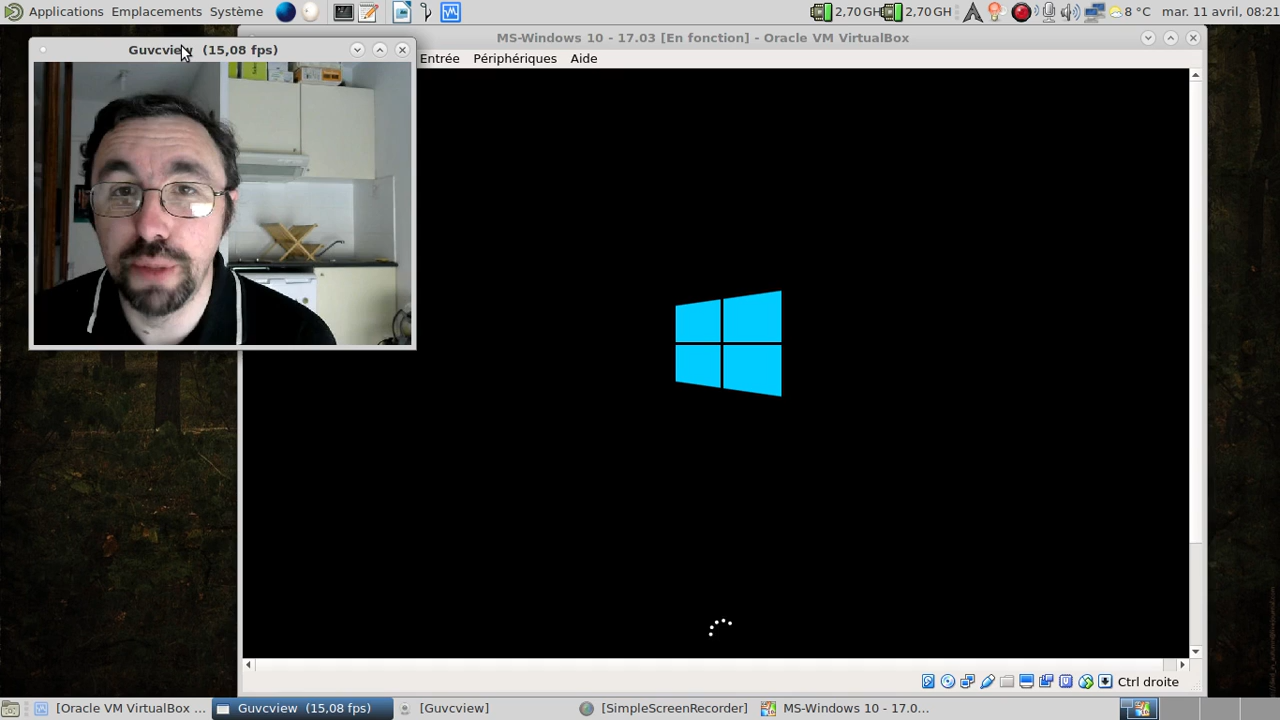 Applications Emplacements Système 2,70 GH 2,70 GH 8 °C mar. 11 avril, 08:21
MS-Windows 10 - 17.03 [En fonction] - Oracle VM VirtualBox
Guvcview (15,08 fps)
Entrée Périphériques Aide
Ctrl droite
[Oracle VM VirtualBox ... Guvcview (15,08 fps) [Guvcview] [SimpleScreenRecorder] MS-Windows 10 - 17.0...